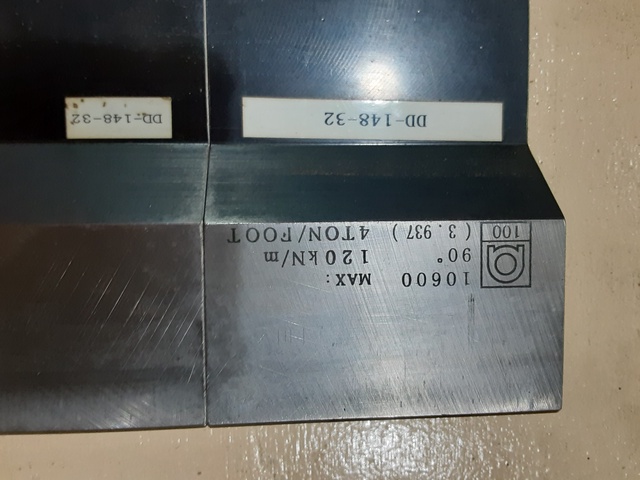 10600 MAX:
90° 120kN/m
100 (3.937) 4TON/FOOT
DD-148-32
DD-148-32